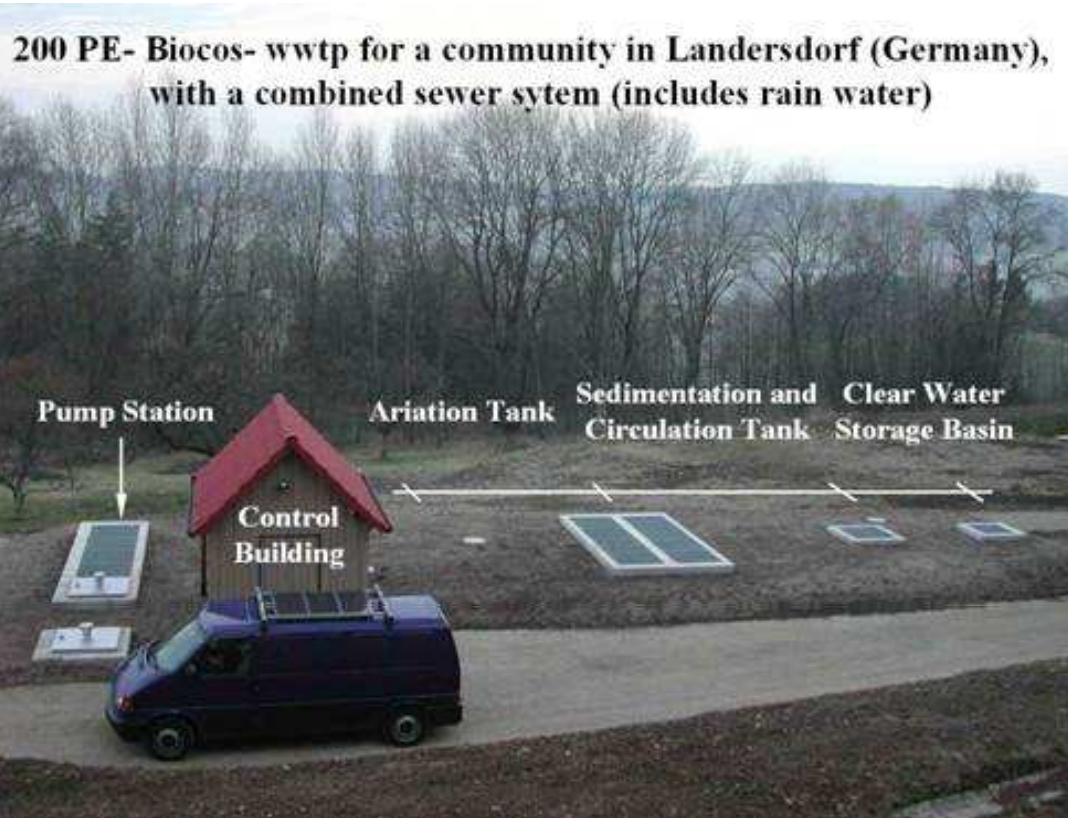 200 PE- Biocos- wwtp for a community in Landersdorf (Germany),
with a combined sewer sytem (includes rain water)
Pump Station
Ariation Tank
Sedimentation and
Circulation Tank
Clear Water
Storage Basin
Control
Building